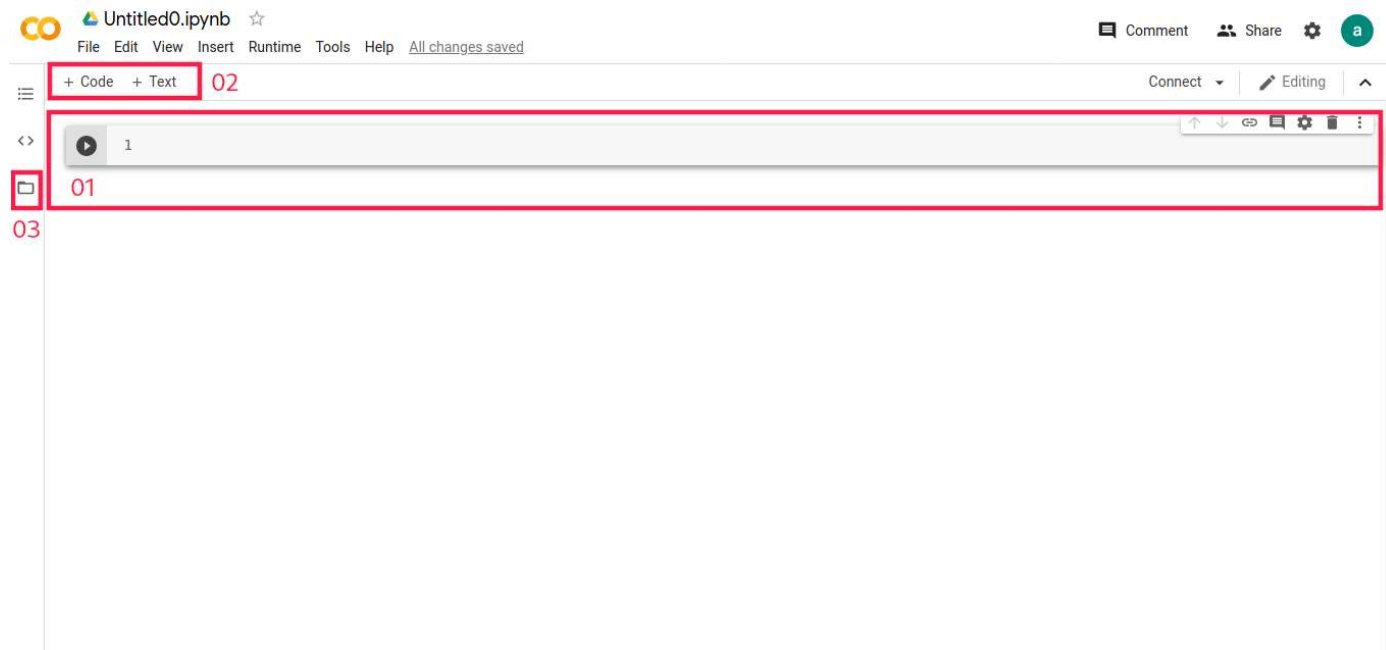 Untitled0.ipynb
Comment Share a
File Edit View Insert Runtime Tools Help All changes saved
+ Code + Text 02 Connect Editing
1
01
03